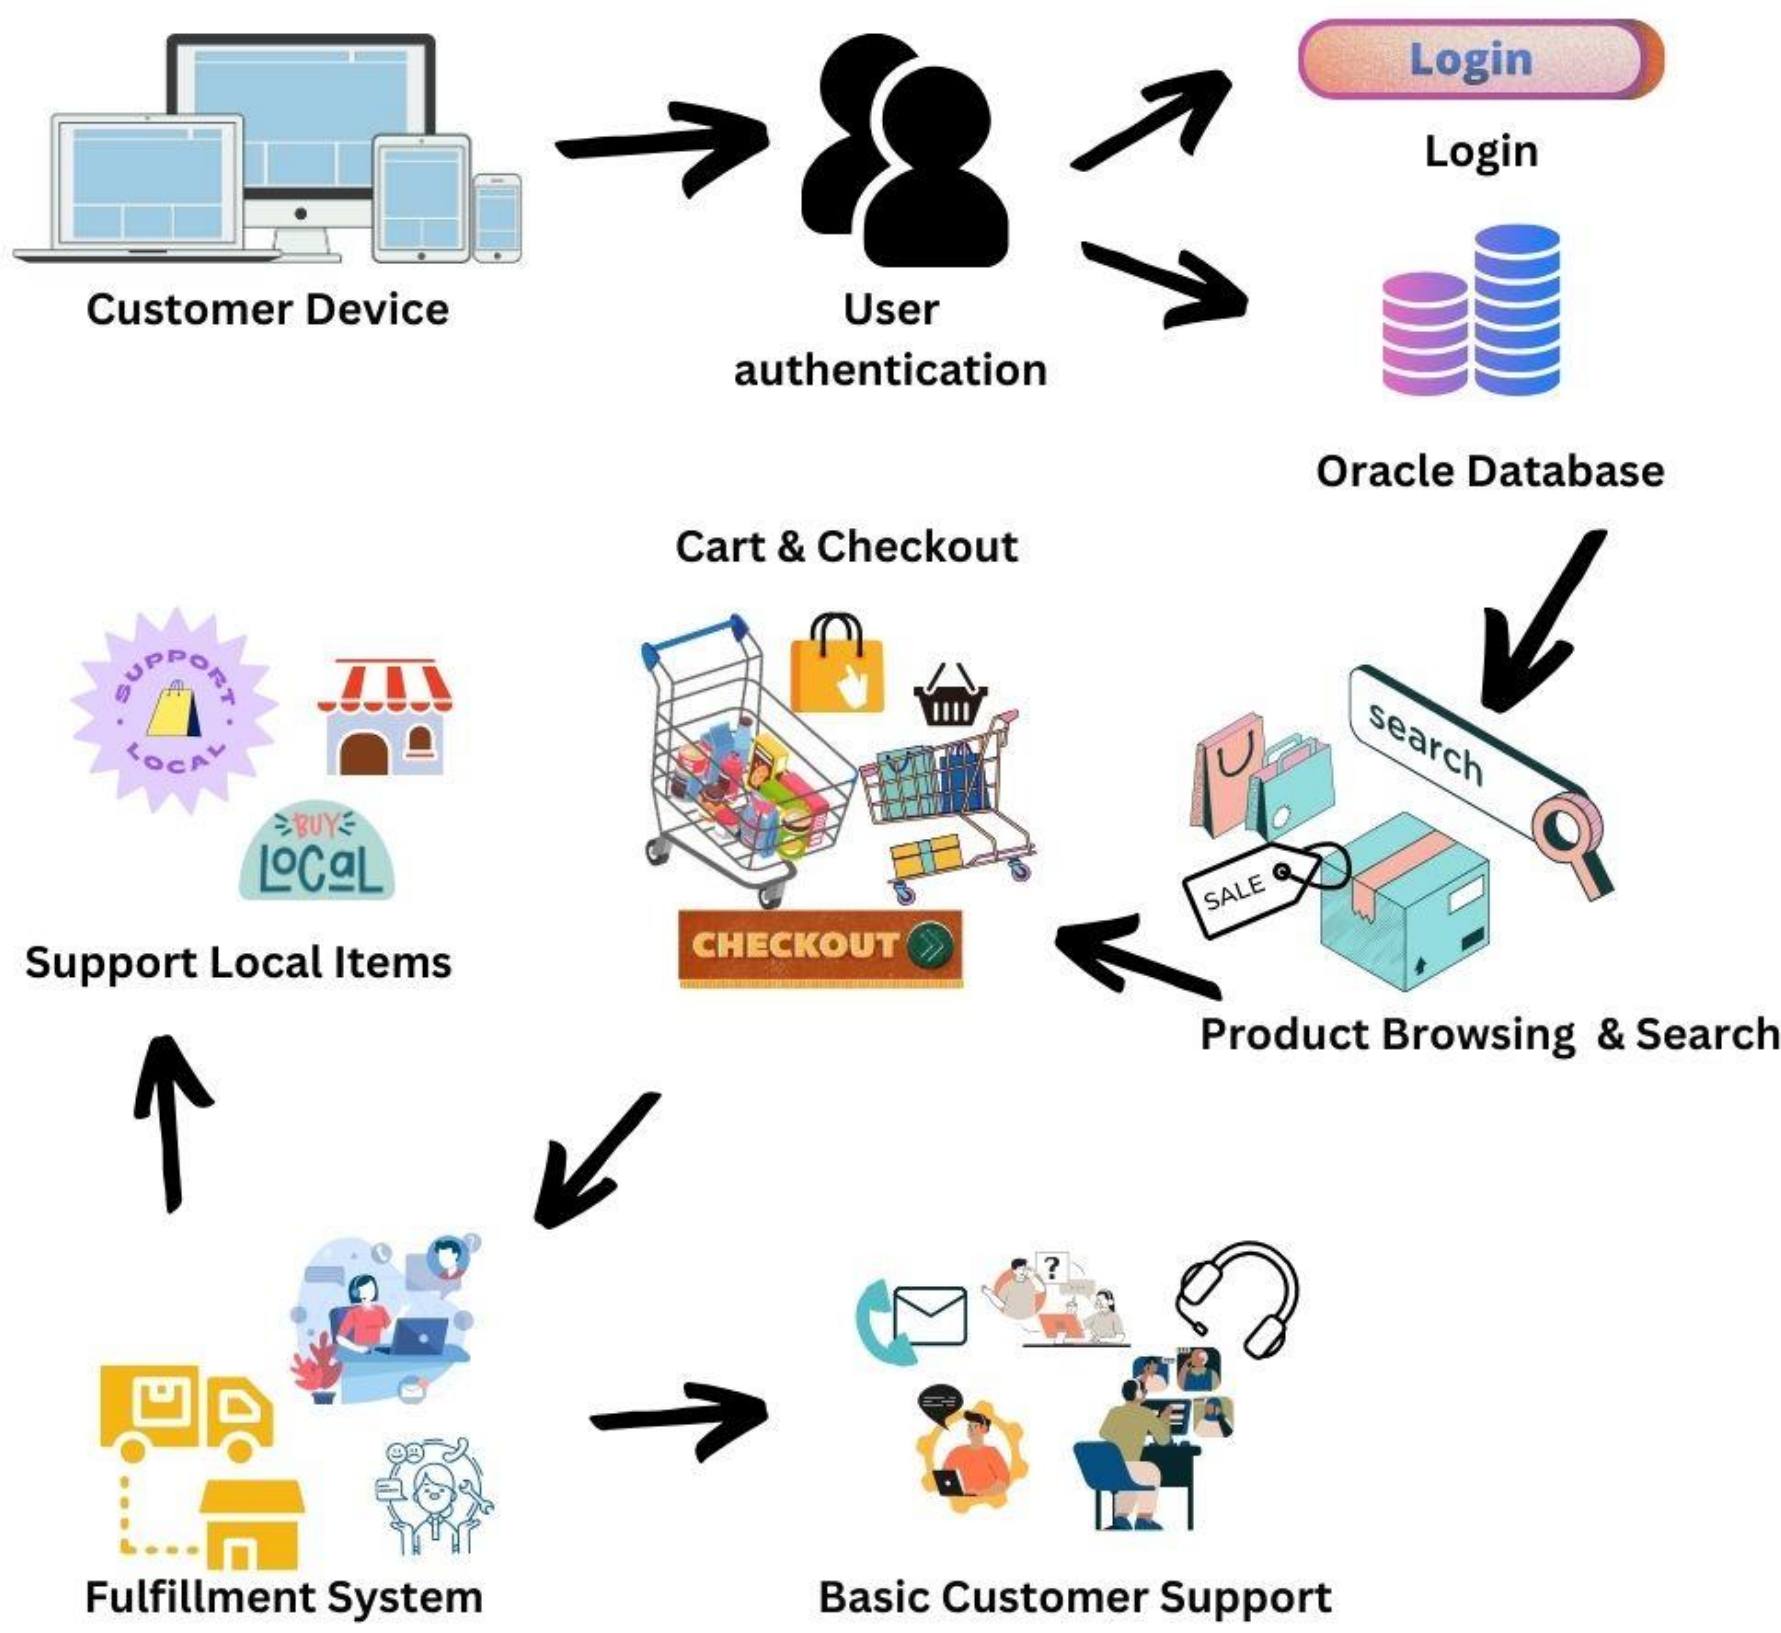 Login
Login
Customer Device
User
authentication
Oracle Database
Cart & Checkout
SUPPORT
LOCAL
BUY
LOCAL
Support Local Items
CHECKOUT
search
SALE
Product Browsing & Search
?
?
Fulfillment System
Basic Customer Support